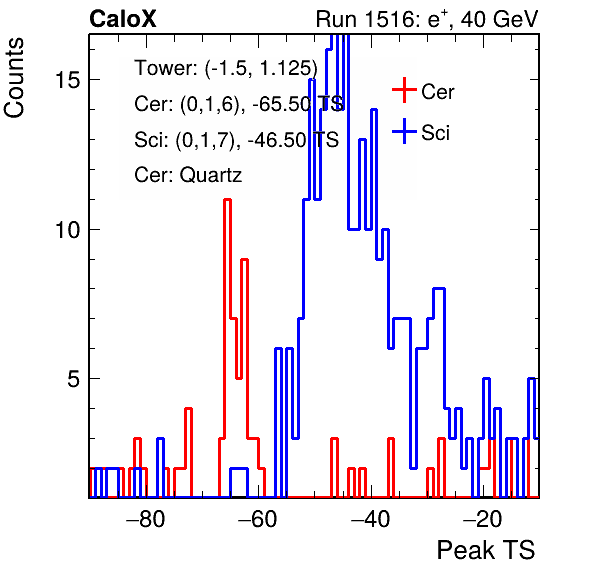 CaloX Run 1516: e⁺, 40 GeV
Counts
Tower: (-1.5, 1.125)
Cer: (0,1,6), -65.50 TS
Sci: (0,1,7), -46.50 TS
Cer: Quartz
Cer
Sci
15
10
5
−80 −60 −40 −20
Peak TS